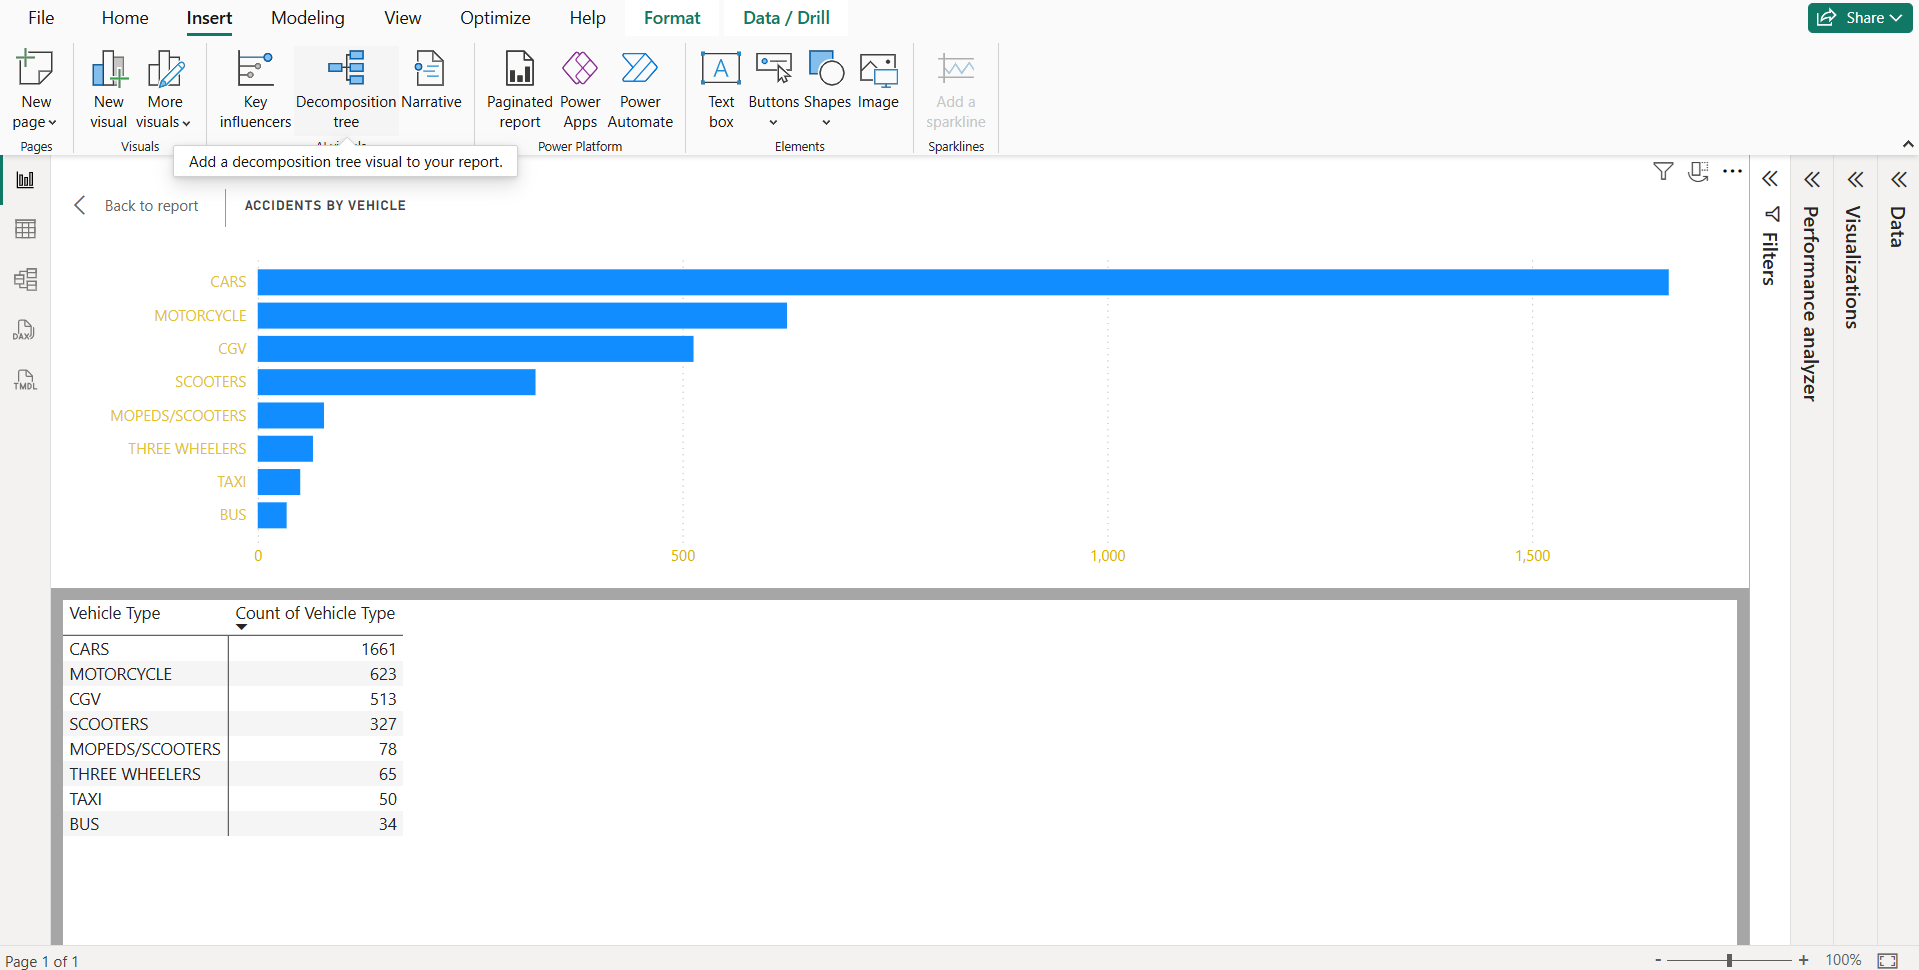 File Home Insert Modeling View Optimize Help Format Data / Drill Share
New page
New visual
More visuals
Key influencers
Decomposition tree
Narrative
Paginated report
Power Apps
Power Automate
Text box
Buttons
Shapes
Image
Add a sparkline
Pages Visuals Power Platform Elements Sparklines
Add a decomposition tree visual to your report.
Back to report ACCIDENTS BY VEHICLE
CARS
MOTORCYCLE
CGV
SCOOTERS
MOPEDS/SCOOTERS
THREE WHEELERS
TAXI
BUS
0 500 1,000 1,500
Filters
Performance analyzer
Visualizations
Data
DAX
TMDL
Vehicle Type Count of Vehicle Type
CARS 1661
MOTORCYCLE 623
CGV 513
SCOOTERS 327
MOPEDS/SCOOTERS 78
THREE WHEELERS 65
TAXI 50
BUS 34
Page 1 of 1 - + 100%